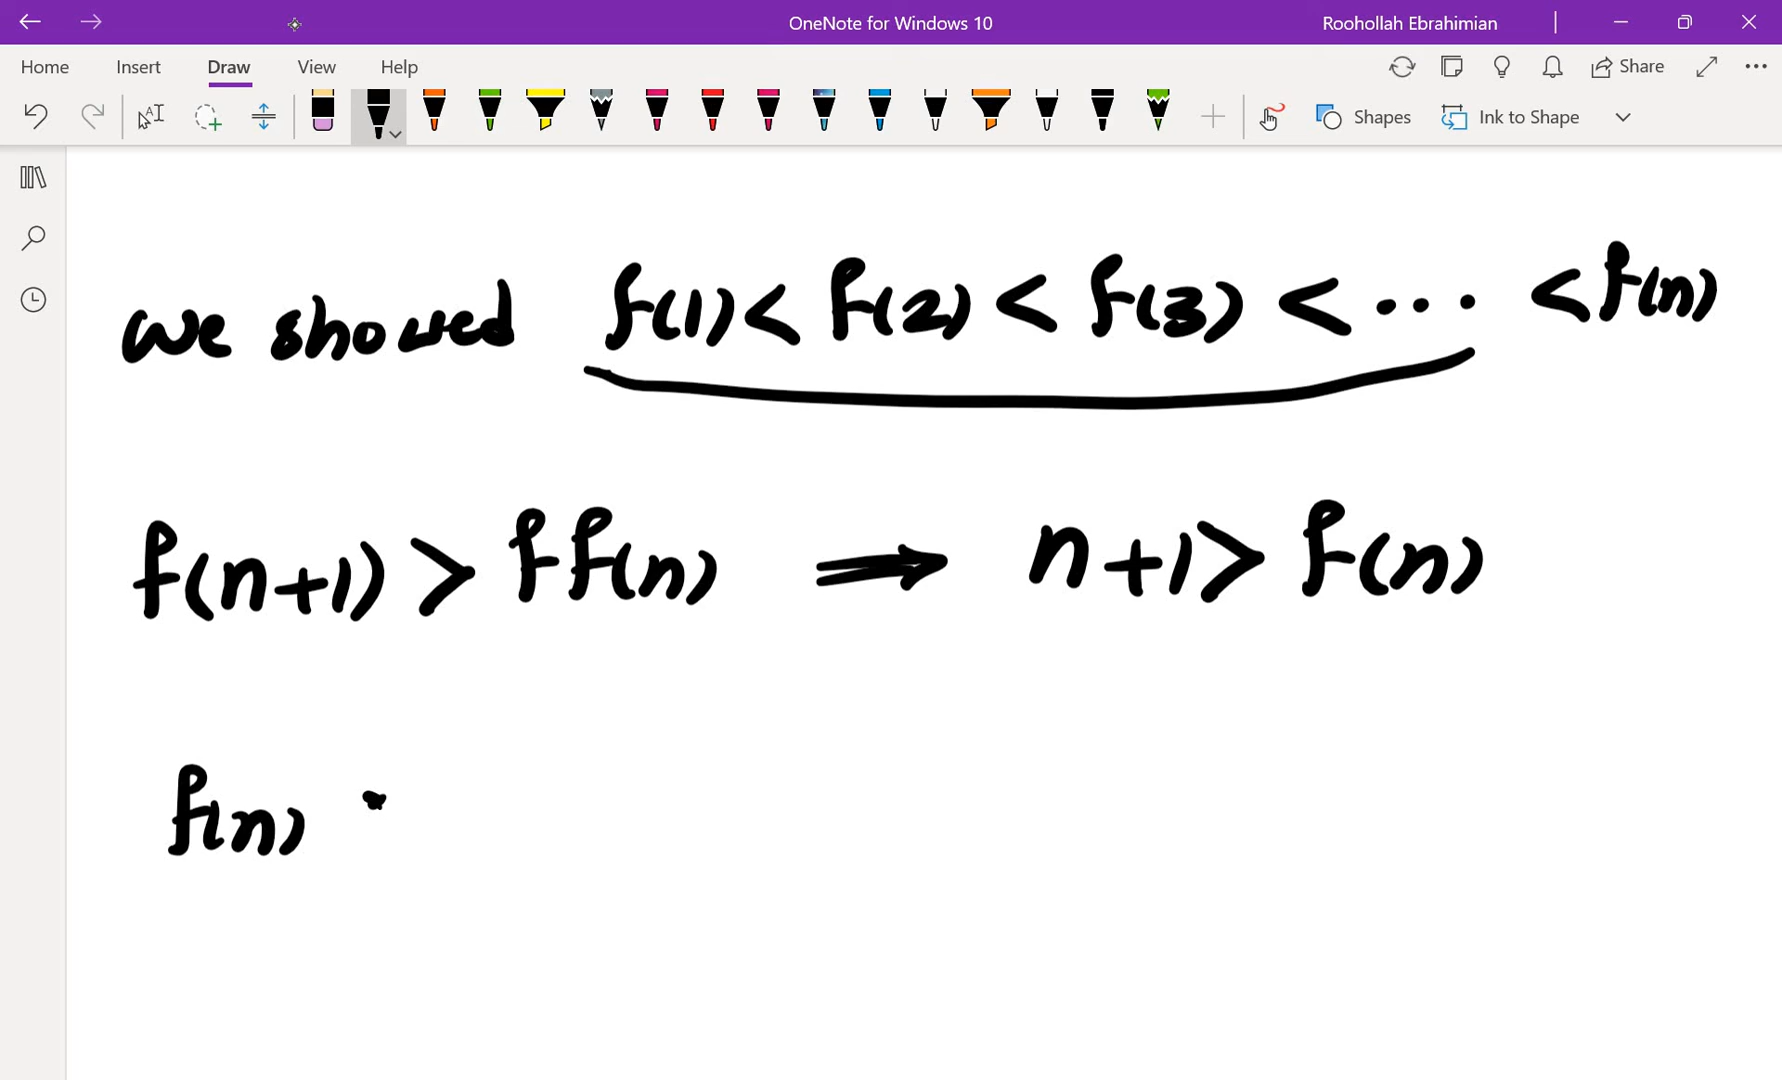 OneNote for Windows 10
Roohollah Ebrahimian
Home Insert Draw View Help
Share
Shapes
Ink to Shape
we showed f(1) < f(2) < f(3) < ... < f(n)
f(n+1) > ff(n) ⟹ n+1 > f(n)
f(n)